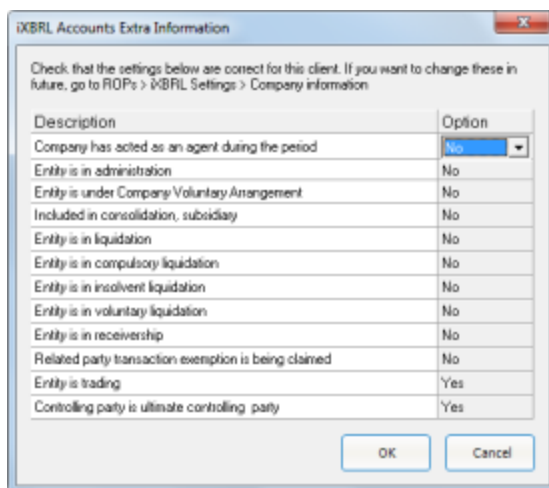 iXBRL Accounts Extra Information
Check that the settings below are correct for this client. If you want to change these in
future, go to ROPs > iXBRL Settings > Company information
Description Option
Company has acted as an agent during the period No
Entity is in administration No
Entity is under Company Voluntary Arrangement No
Included in consolidation, subsidiary No
Entity is in liquidation No
Entity is in compulsory liquidation No
Entity is in insolvent liquidation No
Entity is in voluntary liquidation No
Entity is in receivership No
Related party transaction exemption is being claimed No
Entity is trading Yes
Controlling party is ultimate controlling party Yes
OK Cancel